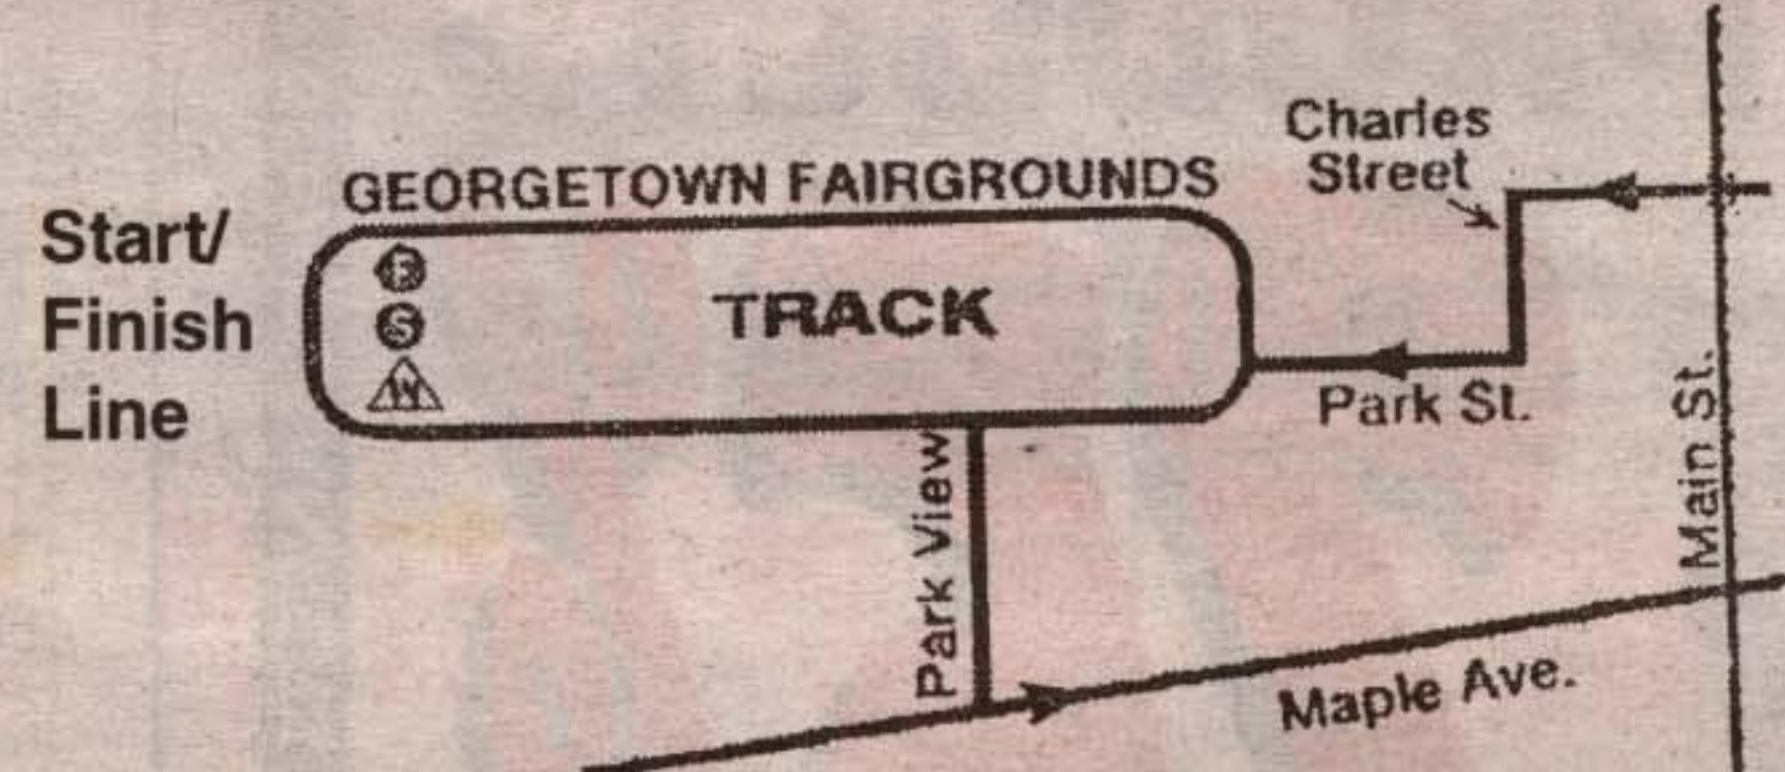 Charles
Street
GEORGETOWN FAIRGROUNDS
Start/
Finish
Line
F
S
W
TRACK
Park St.
Main St.
Park View
Maple Ave.